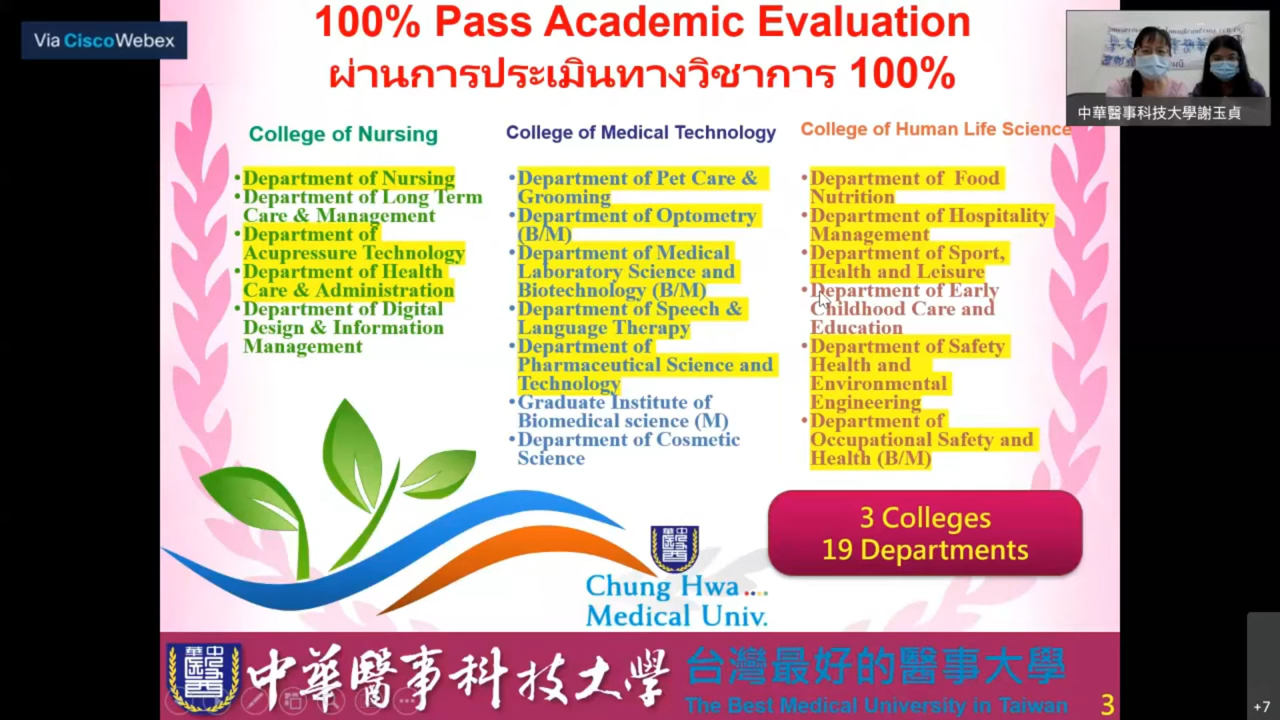 Via Cisco Webex
100% Pass Academic Evaluation
ผ่านการประเมินทางวิชาการ 100%
中華醫事科技大學謝玉貞
College of Nursing
•Department of Nursing
•Department of Long Term
Care & Management
•Department of
Acupressure Technology
•Department of Health
Care & Administration
•Department of Digital
Design & Information
Management
College of Medical Technology
•Department of Pet Care &
Grooming
•Department of Optometry
(B/M)
•Department of Medical
Laboratory Science and
Biotechnology (B/M)
•Department of Speech &
Language Therapy
•Department of
Pharmaceutical Science and
Technology
•Graduate Institute of
Biomedical science (M)
•Department of Cosmetic
Science
College of Human Life Science
•Department of Food
Nutrition
•Department of Hospitality
Management
•Department of Sport,
Health and Leisure
•Department of Early
Childhood Care and
Education
•Department of Safety
Health and
Environmental
Engineering
•Department of
Occupational Safety and
Health (B/M)
3 Colleges
19 Departments
Chung Hwa
Medical Univ.
中華醫事科技大學
台灣最好的醫事大學
The Best Medical University in Taiwan
3
+7